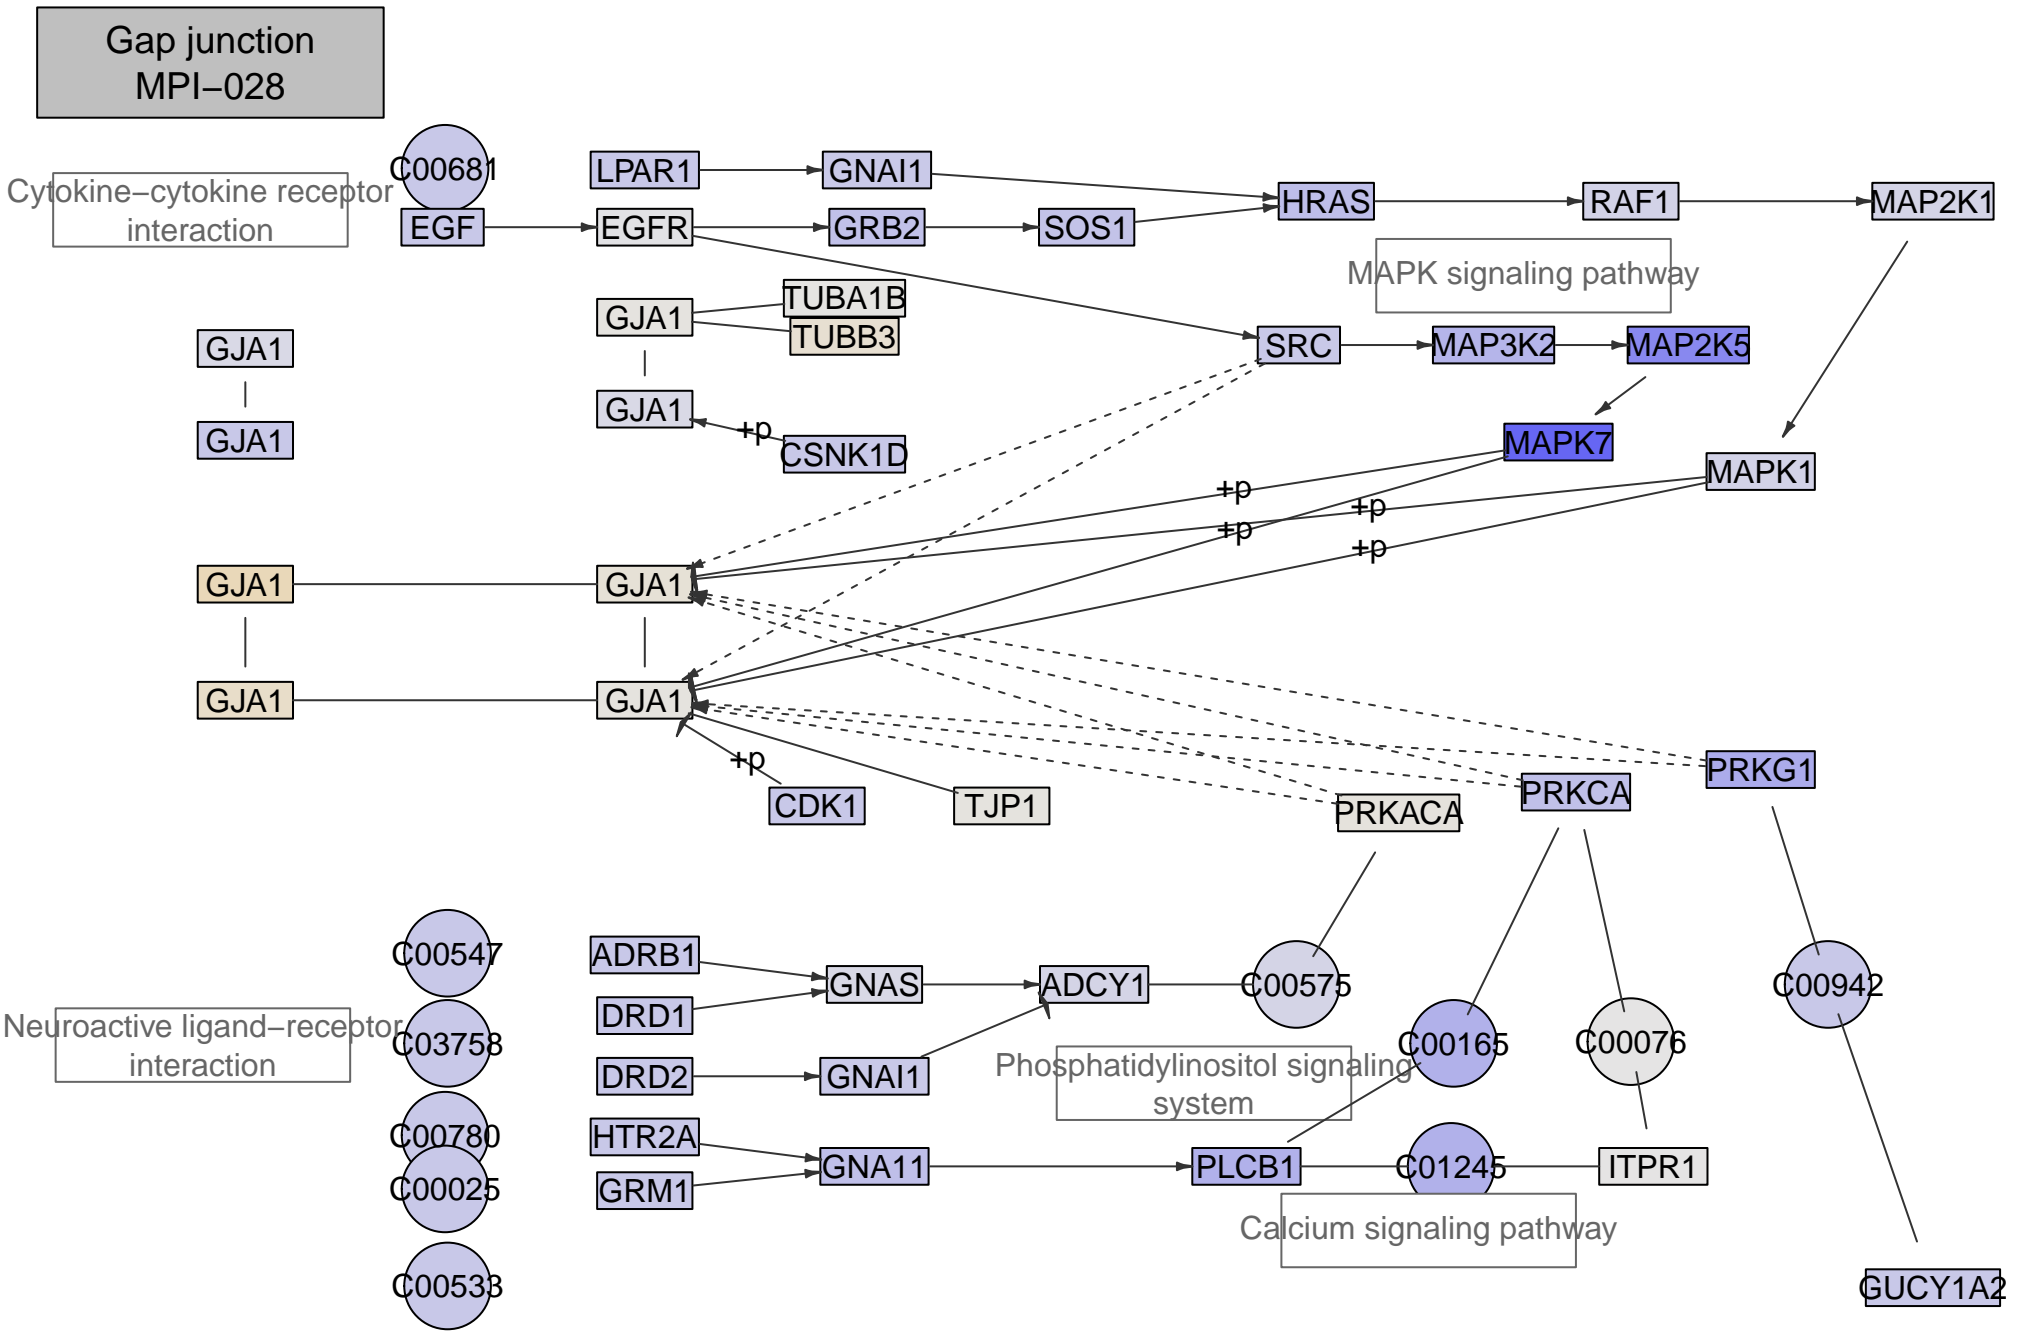 Gap junction
MPI−028
C00681
LPAR1
GNAI1
Cytokine−cytokine receptor
interaction
HRAS
RAF1
MAP2K1
EGF
EGFR
GRB2
SOS1
MAPK signaling pathway
TUBA1B
GJA1
TUBB3
GJA1
SRC
MAP3K2
MAP2K5
GJA1
+p
GJA1
CSNK1D
MAPK7
MAPK1
+p
+p
+p
+p
GJA1
GJA1
GJA1
GJA1
+p
CDK1
TJP1
PRKACA
PRKCA
PRKG1
C00547
ADRB1
GNAS
ADCY1
C00575
C00942
DRD1
Neuroactive ligand−receptor
interaction
C03758
C00165
C00076
DRD2
GNAI1
Phosphatidylinositol signaling
system
C00780
HTR2A
GNA11
PLCB1
C01245
ITPR1
C00025
GRM1
Calcium signaling pathway
C00533
GUCY1A2